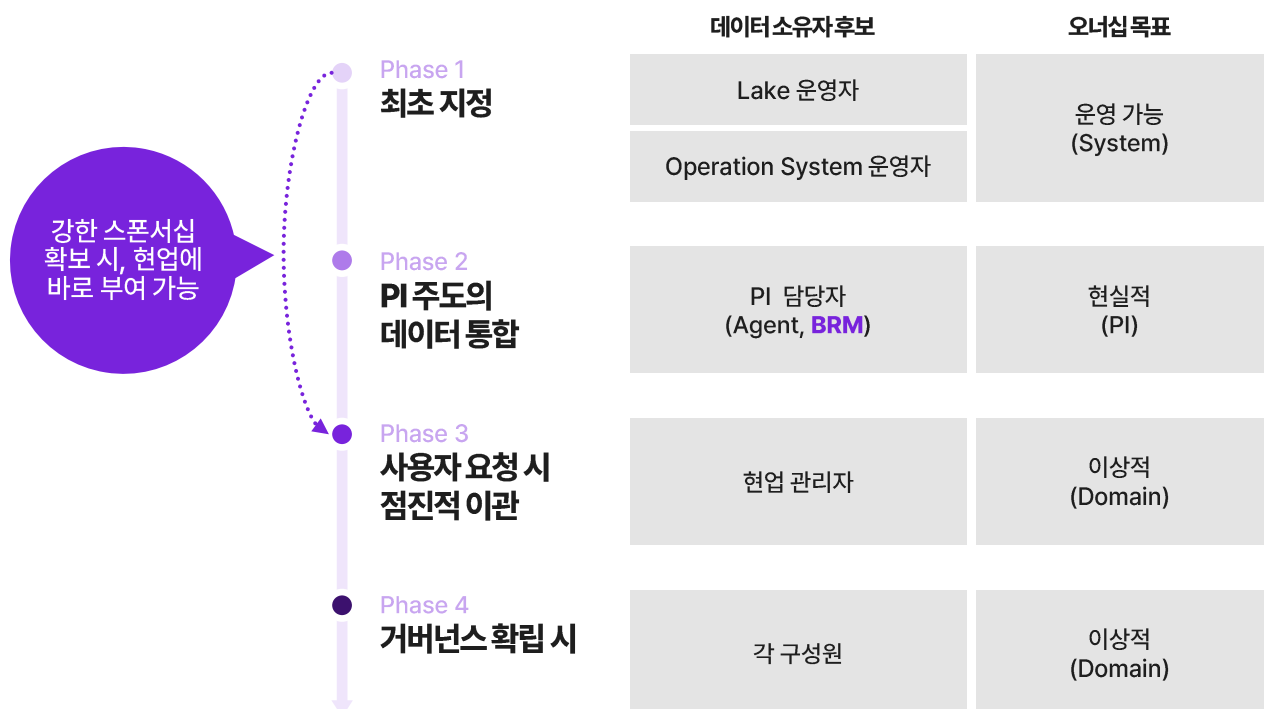 데이터 소유자 후보
오너십 목표
Phase 1
최초 지정
Lake 운영자
Operation System 운영자
운영 가능
(System)
강한 스폰서십
확보 시, 현업에
바로 부여 가능
Phase 2
PI 주도의
데이터 통합
PI 담당자
(Agent, BRM)
현실적
(PI)
Phase 3
사용자 요청 시
점진적 이관
현업 관리자
이상적
(Domain)
Phase 4
거버넌스 확립 시
각 구성원
이상적
(Domain)